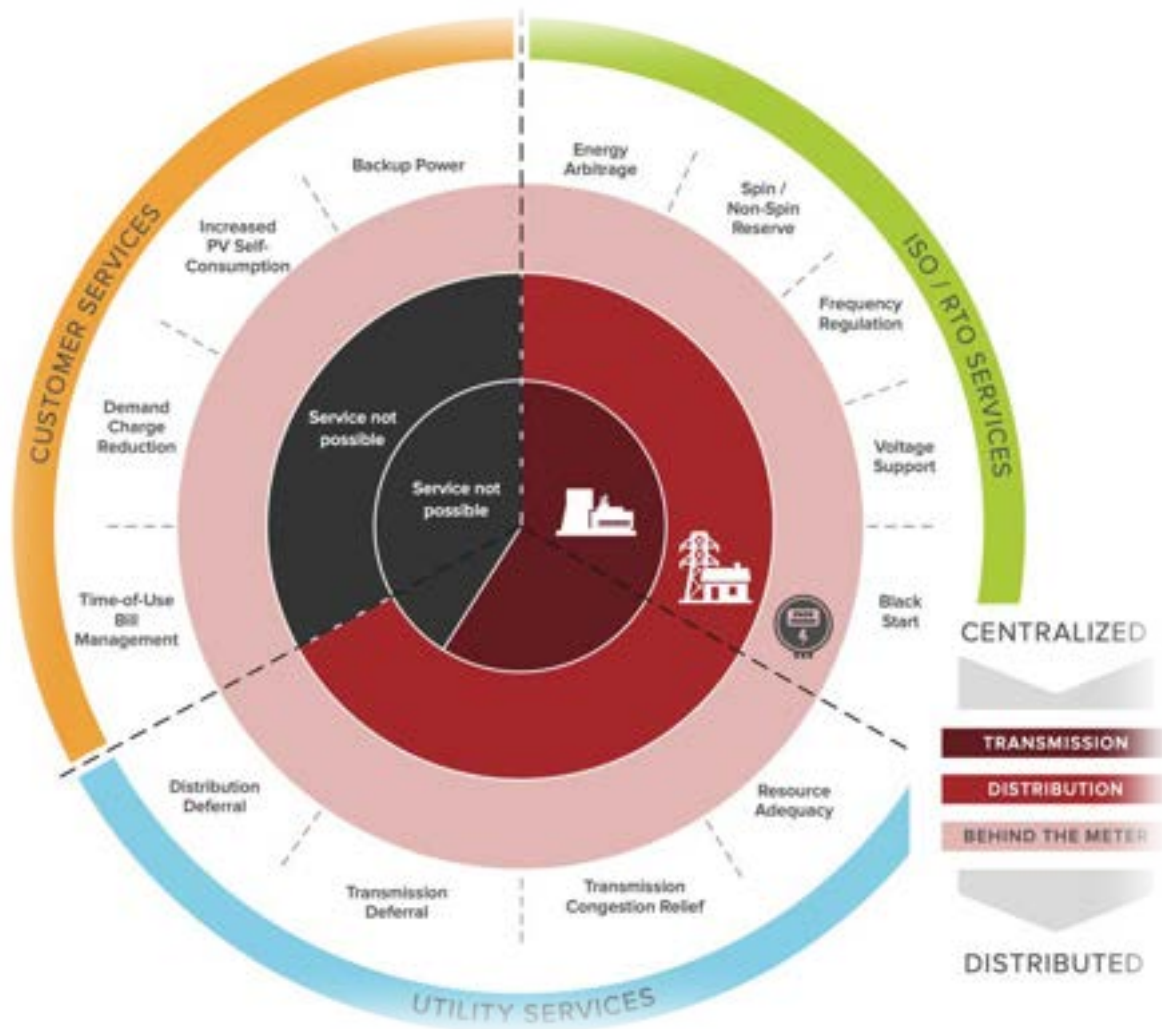 CUSTOMER SERVICES
ISO / RTO SERVICES
UTILITY SERVICES
Backup Power
Increased
PV Self-
Consumption
Demand
Charge
Reduction
Time-of-Use
Bill
Management
Energy
Arbitrage
Spin /
Non-Spin
Reserve
Frequency
Regulation
Voltage
Support
Black
Start
Service not
possible
Service not
possible
Distribution
Deferral
Transmission
Deferral
Transmission
Congestion Relief
Resource
Adequacy
CENTRALIZED
TRANSMISSION
DISTRIBUTION
BEHIND THE METER
DISTRIBUTED